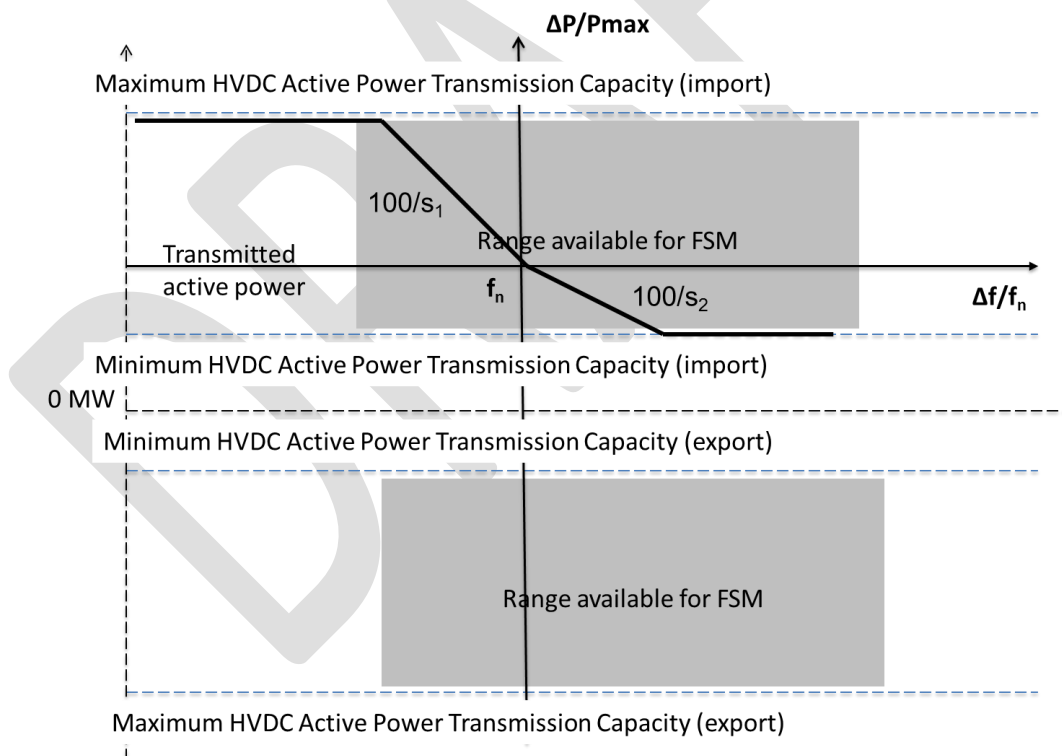 ΔP/Pmax
Maximum HVDC Active Power Transmission Capacity (import)
100/s₁
Range available for FSM
Transmitted
active power
fₙ
100/s₂
Δf/fₙ
Minimum HVDC Active Power Transmission Capacity (import)
0 MW
Minimum HVDC Active Power Transmission Capacity (export)
Range available for FSM
Maximum HVDC Active Power Transmission Capacity (export)